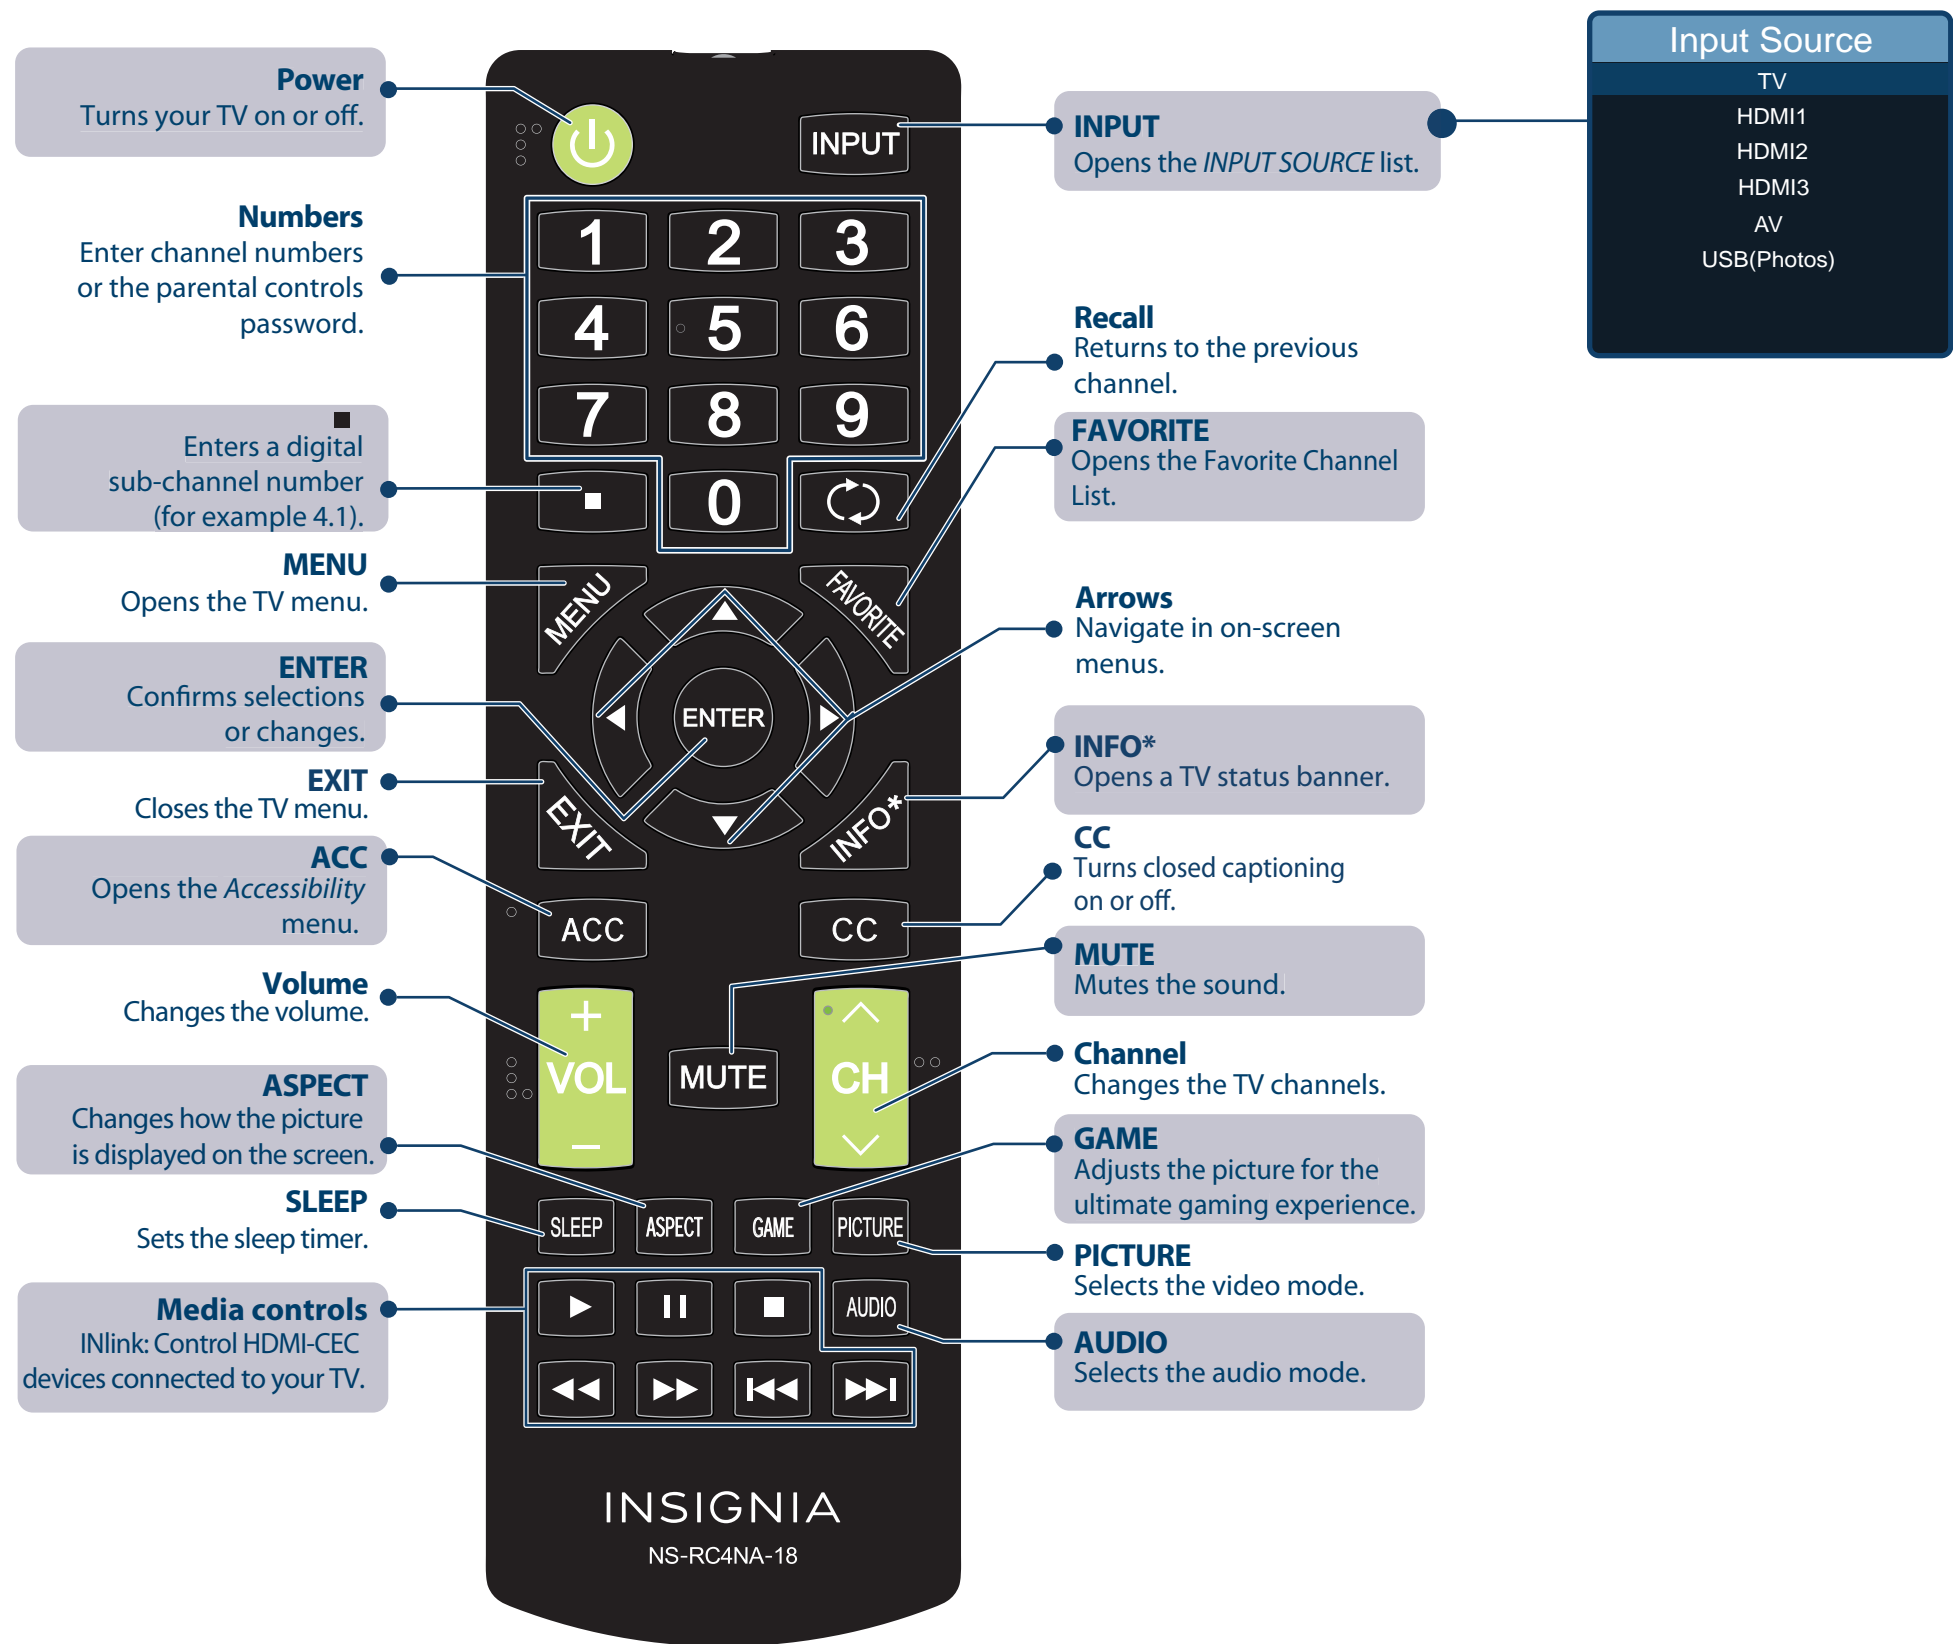 Power
Turns your TV on or off.
Numbers
Enter channel numbers
or the parental controls
password.
Enters a digital
sub-channel number
(for example 4.1).
MENU
Opens the TV menu.
ENTER
Confirms selections
or changes.
EXIT
Closes the TV menu.
ACC
Opens the Accessibility
menu.
Volume
Changes the volume.
ASPECT
Changes how the picture
is displayed on the screen.
SLEEP
Sets the sleep timer.
Media controls
INlink: Control HDMI-CEC
devices connected to your TV.
INPUT
1 2 3
4 5 6
7 8 9
0
MENU
FAVORITE
ENTER
EXIT
INFO*
ACC
CC
+
VOL
–
MUTE
CH
SLEEP
ASPECT
GAME
PICTURE
AUDIO
INSIGNIA
NS-RC4NA-18
INPUT
Opens the INPUT SOURCE list.
Recall
Returns to the previous
channel.
FAVORITE
Opens the Favorite Channel
List.
Arrows
Navigate in on-screen
menus.
INFO*
Opens a TV status banner.
CC
Turns closed captioning
on or off.
MUTE
Mutes the sound.
Channel
Changes the TV channels.
GAME
Adjusts the picture for the
ultimate gaming experience.
PICTURE
Selects the video mode.
AUDIO
Selects the audio mode.
Input Source
TV
HDMI1
HDMI2
HDMI3
AV
USB(Photos)